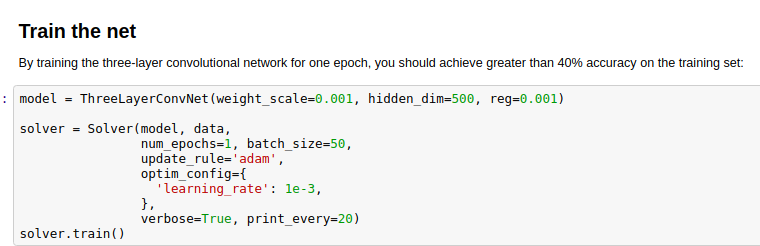 Train the net
By training the three-layer convolutional network for one epoch, you should achieve greater than 40% accuracy on the training set:
: model = ThreeLayerConvNet(weight_scale=0.001, hidden_dim=500, reg=0.001)
solver = Solver(model, data,
                num_epochs=1, batch_size=50,
                update_rule='adam',
                optim_config={
                  'learning_rate': 1e-3,
                },
                verbose=True, print_every=20)
solver.train()